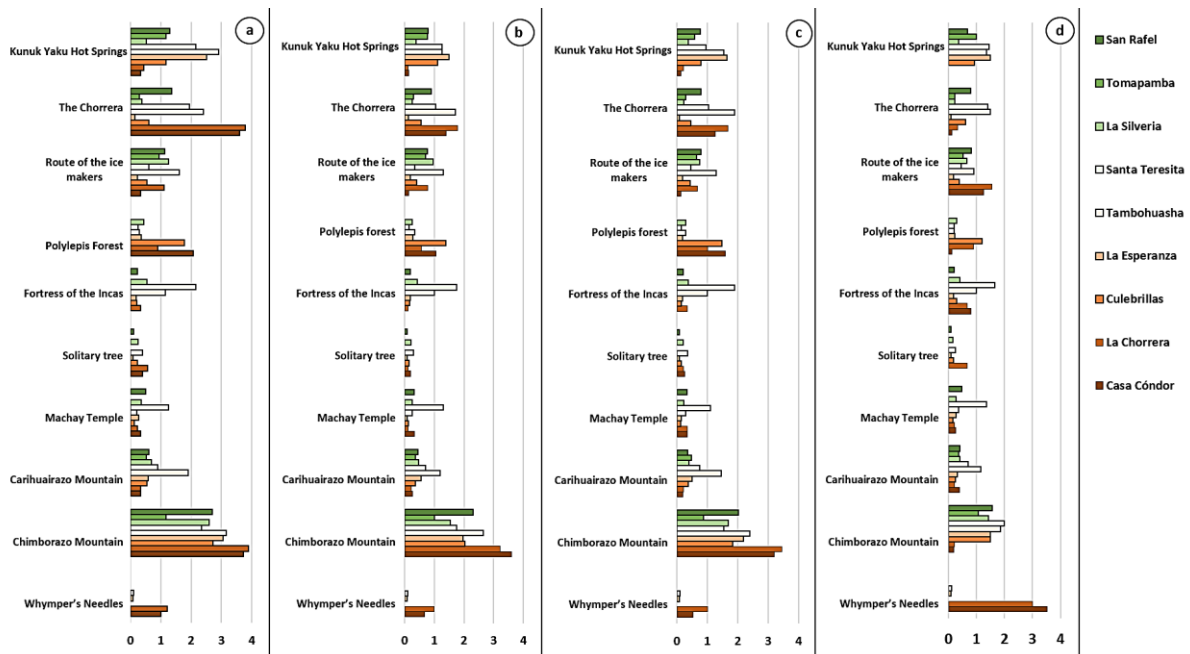 a
Kunuk Yaku Hot Springs
The Chorrera
Route of the ice
makers
Polylepis Forest
Fortress of the Incas
Solitary tree
Machay Temple
Carihuairazo Mountain
Chimborazo Mountain
Whymper's Needles
0 1 2 3 4
b
Kunuk Yaku Hot Springs
The Chorrera
Route of the ice
makers
Polylepis forest
Fortress of the Incas
Solitary tree
Machay Temple
Carihuairazo Mountain
Chimborazo Mountain
Whymper's Needles
0 1 2 3 4
c
Kunuk Yaku Hot Springs
The Chorrera
Route of the ice
makers
Polylepis forest
Fortress of the Incas
Solitary tree
Machay Temple
Carihuairazo Mountain
Chimborazo Mountain
Whymper's Needles
0 1 2 3 4
d
Kunuk Yaku Hot Springs
The Chorrera
Route of the ice
makers
Polylepis forest
Fortress of the Incas
Solitary tree
Machay Temple
Carihuairazo Mountain
Chimborazo Mountain
Whymper's Needles
0 1 2 3 4
San Rafel
Tomapamba
La Silveria
Santa Teresita
Tambohuasha
La Esperanza
Culebrillas
La Chorrera
Casa Cóndor